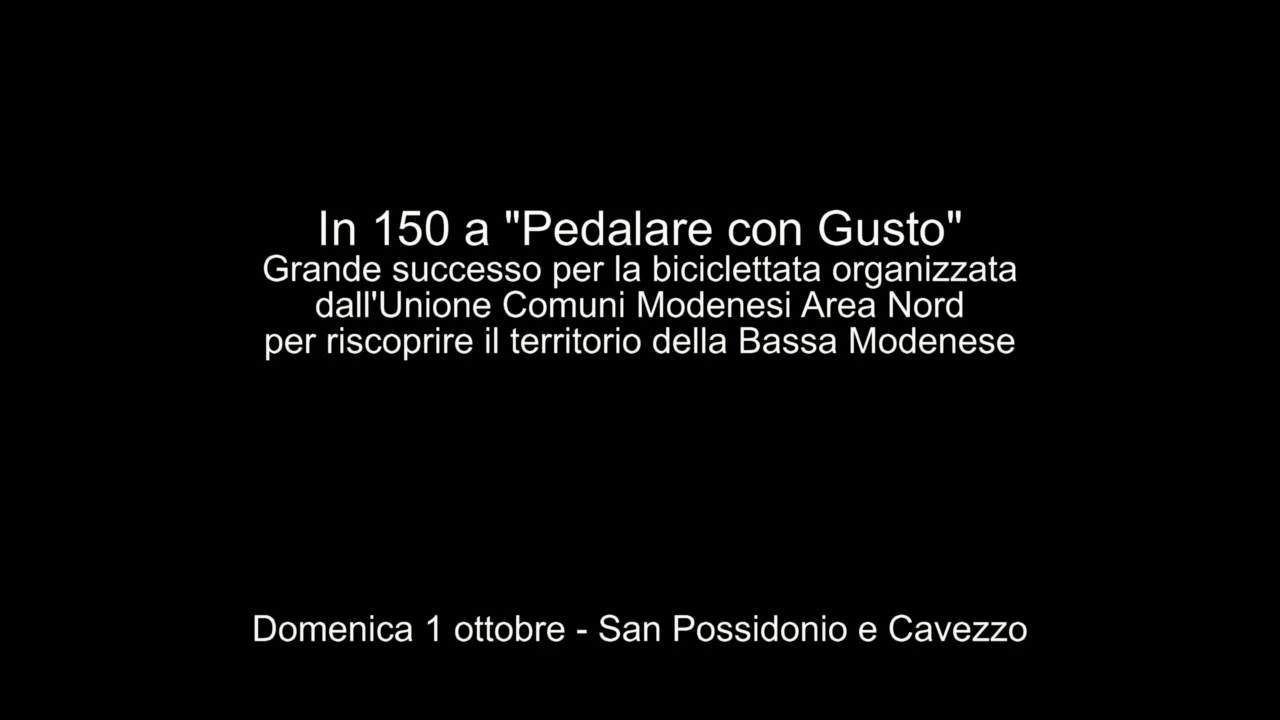 In 150 a "Pedalare con Gusto"
Grande successo per la biciclettata organizzata
dall'Unione Comuni Modenesi Area Nord
per riscoprire il territorio della Bassa Modenese
Domenica 1 ottobre - San Possidonio e Cavezzo